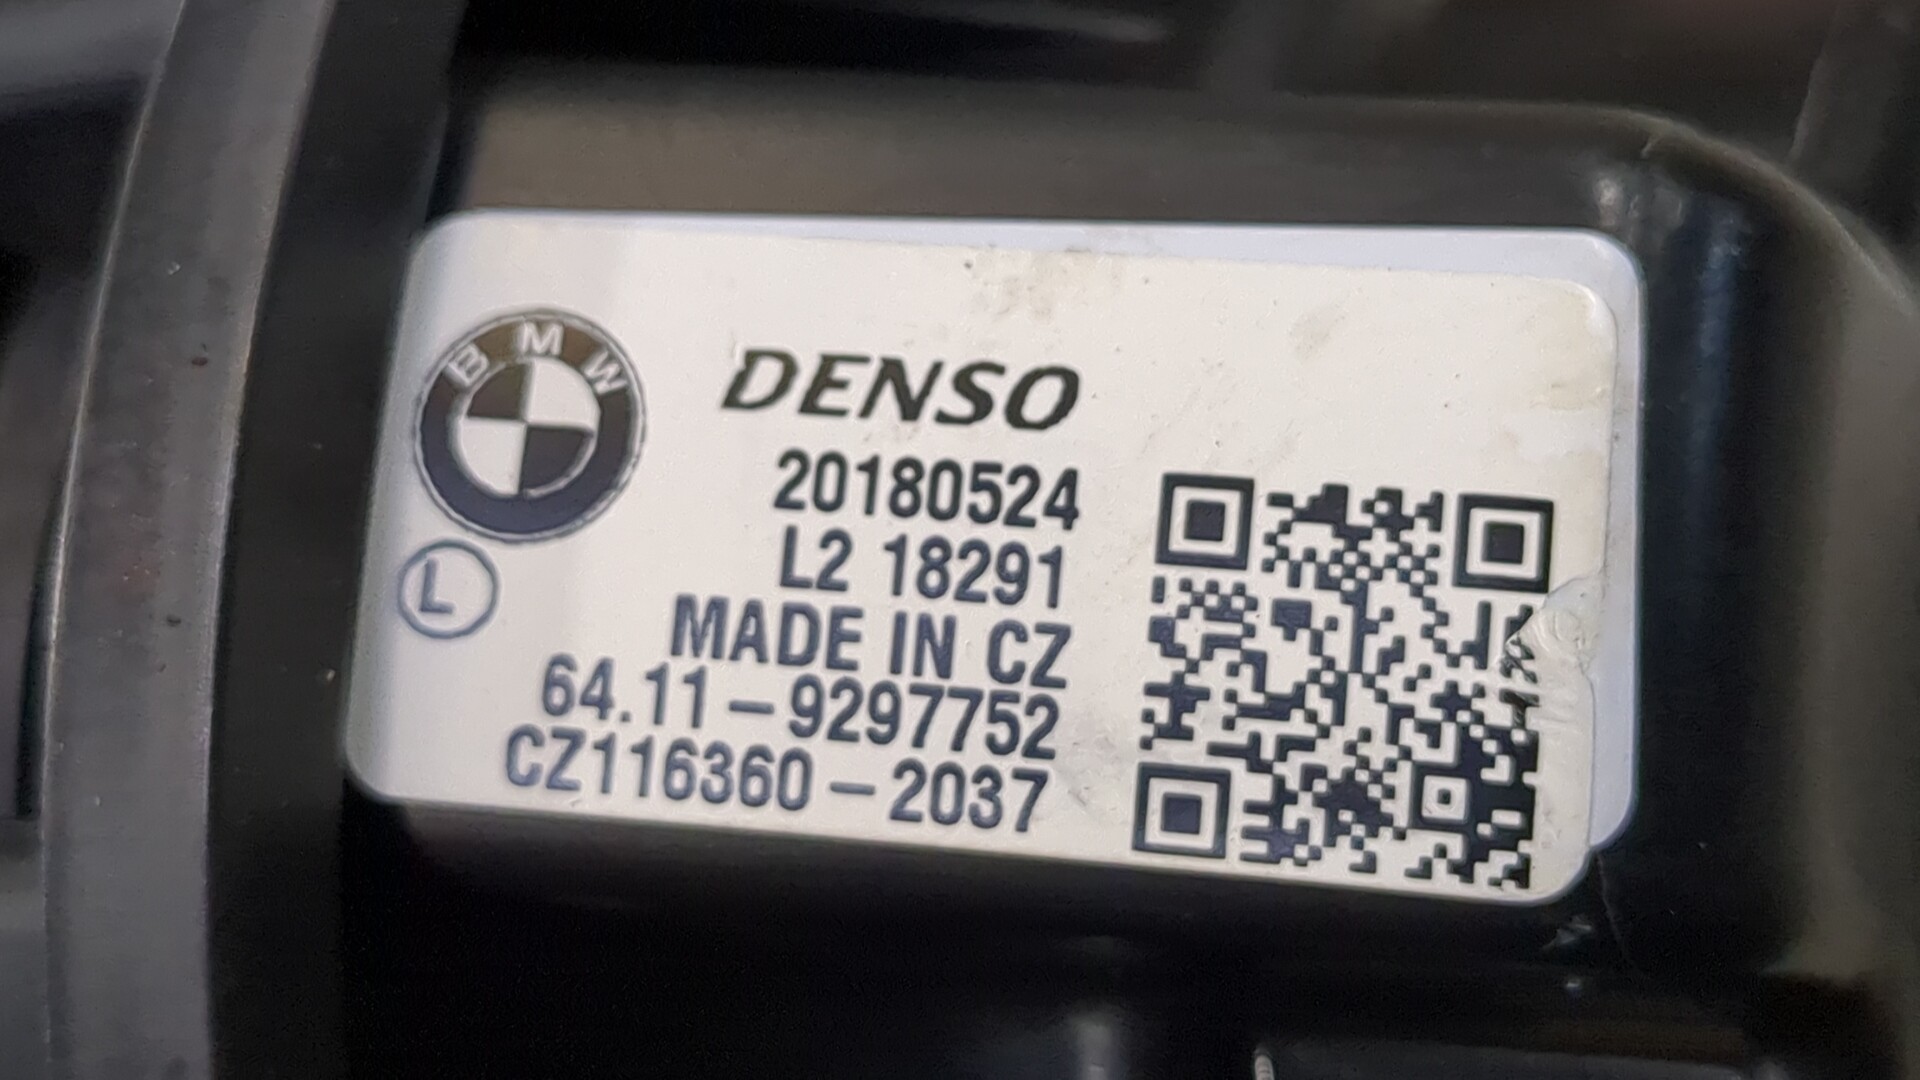 BMW
DENSO
20180524
L2 18291
L
MADE IN CZ
64.11-9297752
CZ116360-2037